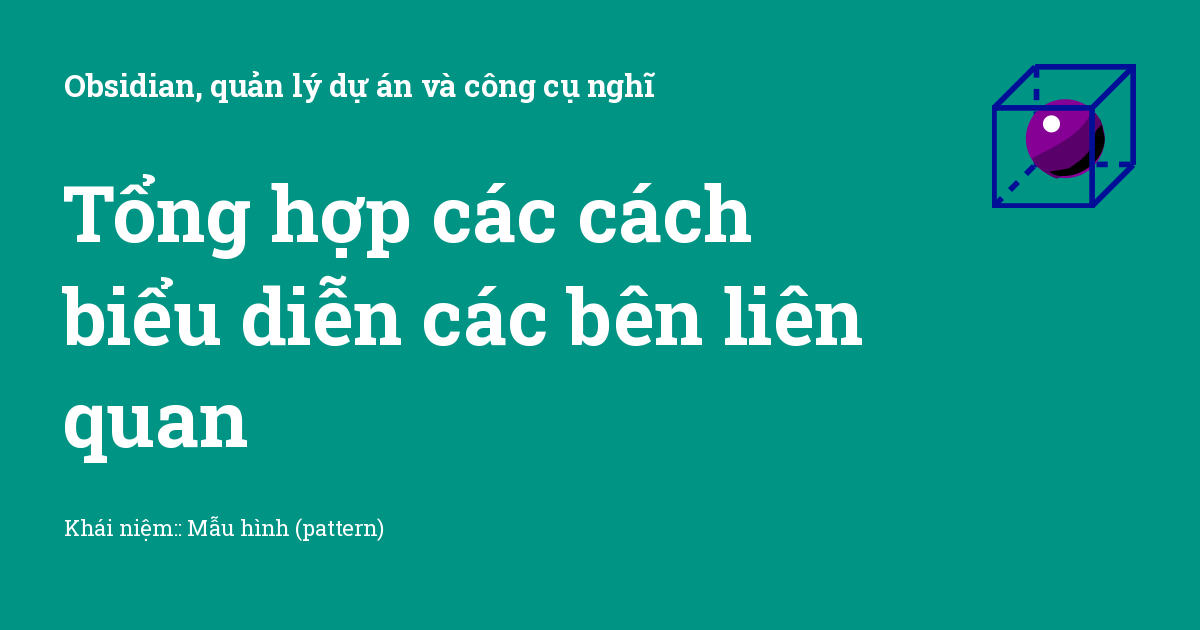 Obsidian, quản lý dự án và công cụ nghĩ
Tổng hợp các cách
biểu diễn các bên liên
quan
Khái niệm:: Mẫu hình (pattern)